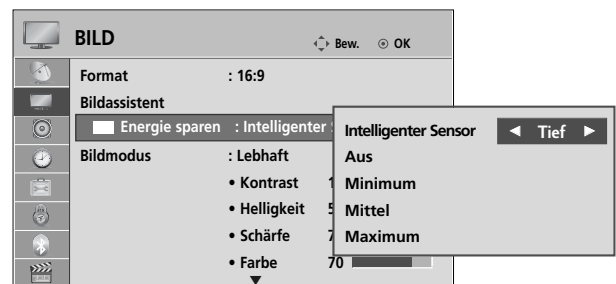 BILD
Bew. OK
Format : 16:9
Bildassistent
Energie sparen : Intelligenter
Bildmodus : Lebhaft
• Kontrast
• Helligkeit
• Schärfe
• Farbe 70
Intelligenter Sensor ◄ Tief ►
Aus
Minimum
Mittel
Maximum